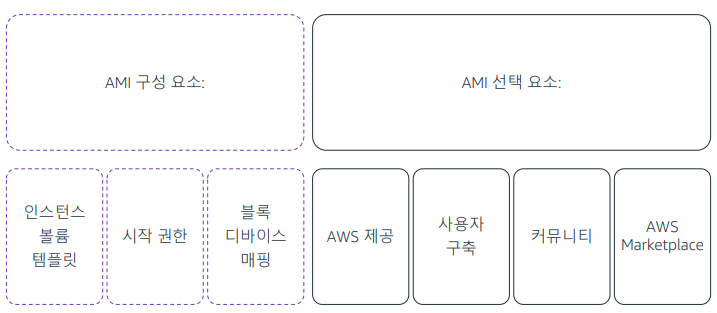 AMI 구성 요소:
AMI 선택 요소:
인스턴스
볼륨
템플릿
시작 권한
블록
디바이스
매핑
AWS 제공
사용자
구축
커뮤니티
AWS
Marketplace